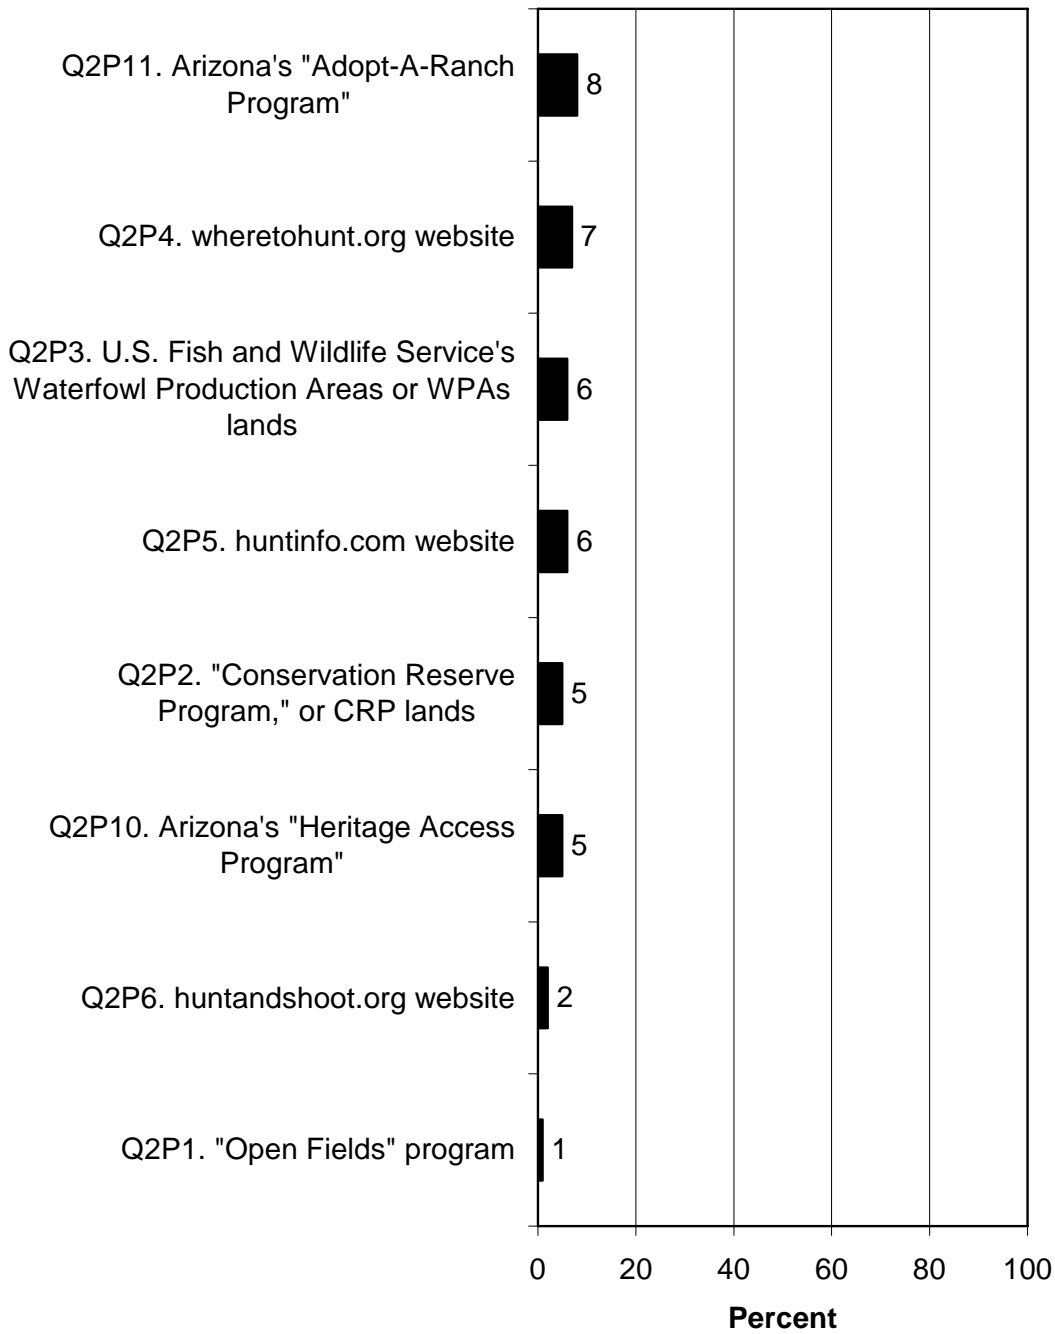 Q2P11. Arizona's "Adopt-A-Ranch
Program"
8
Q2P4. wheretohunt.org website
7
Q2P3. U.S. Fish and Wildlife Service's
Waterfowl Production Areas or WPAs
lands
6
Q2P5. huntinfo.com website
6
Q2P2. "Conservation Reserve
Program," or CRP lands
5
Q2P10. Arizona's "Heritage Access
Program"
5
Q2P6. huntandshoot.org website
2
Q2P1. "Open Fields" program
1
0 20 40 60 80 100
Percent